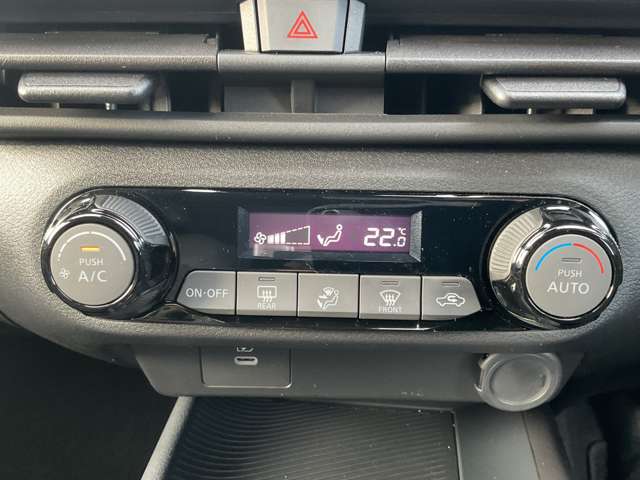 22.0 °C
PUSH
A/C
PUSH
AUTO
ON·OFF
REAR
FRONT